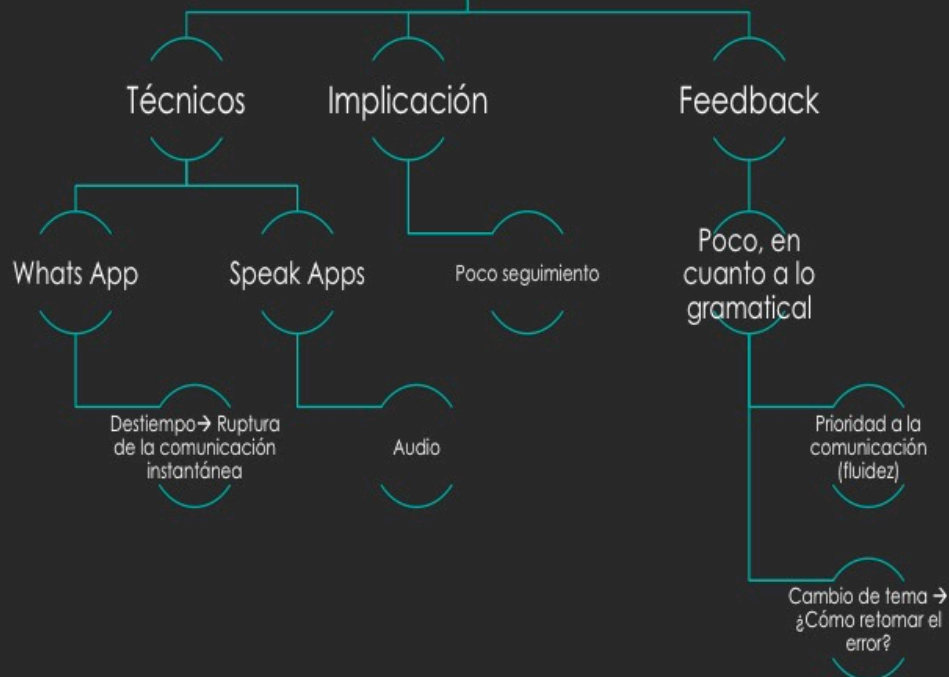 Técnicos
Implicación
Feedback
Whats App
Speak Apps
Poco seguimiento
Poco, en
cuanto a lo
gramatical
Destiempo→ Ruptura
de la comunicación
instantánea
Audio
Prioridad a la
comunicación
(fluidez)
Cambio de tema →
¿Cómo retomar el
error?